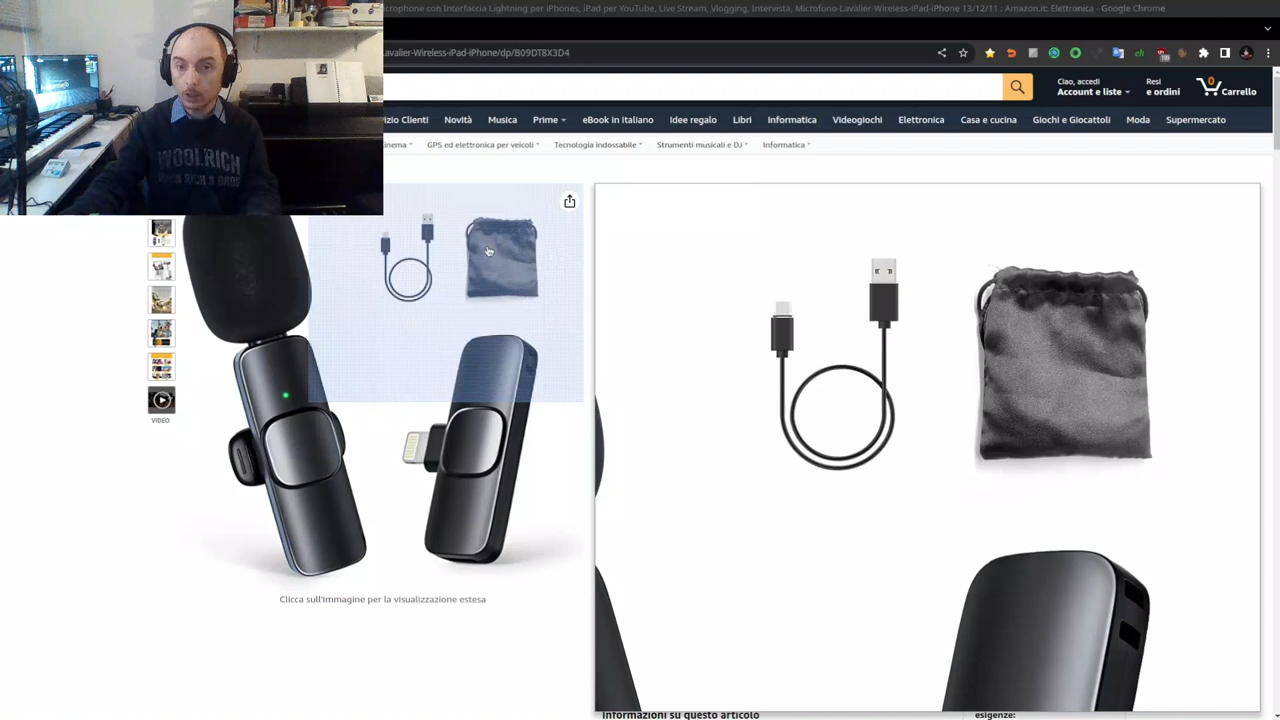 icrophone con Interfaccia Lightning per iPhones, iPad per YouTube, Live Stream, Vlogging, Intervista, Microfono-Lavalier-Wireless-iPad-iPhone 13/12/11 : Amazon.it: Elettronica - Google Chrome
Lavalier-Wireless-iPad-iPhone/dp/B09DT8X3D4
Ciao, accedi
Account e liste
Resi
e ordini
0
Carrello
izio Clienti Novità Musica Prime eBook in italiano Idee regalo Libri Informatica Videogiochi Elettronica Casa e cucina Giochi e Giocattoli Moda Supermercato
inema GPS ed elettronica per veicoli Tecnologia indossabile Strumenti musicali e DJ Informatica
WOOLRICH
VIDEO
Clicca sull'immagine per la visualizzazione estesa
Informazioni su questo articolo
esigenze: